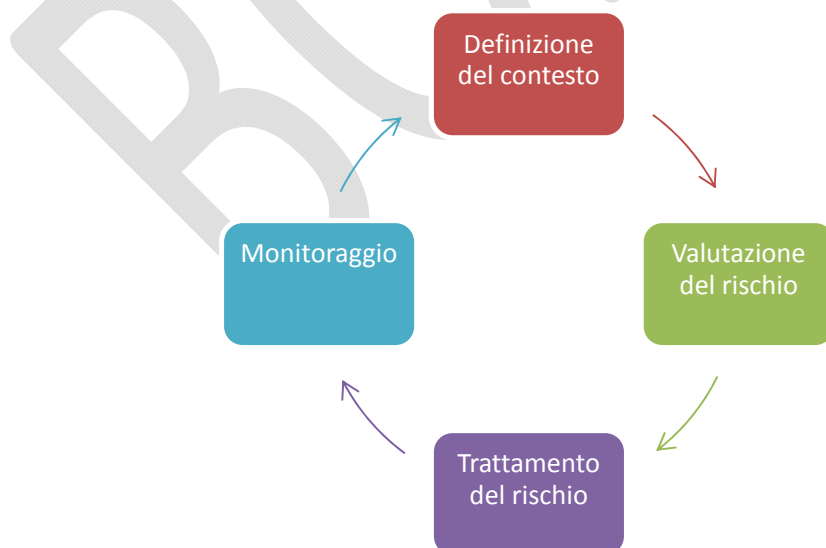 Definizione
del contesto
Monitoraggio
Valutazione
del rischio
Trattamento
del rischio